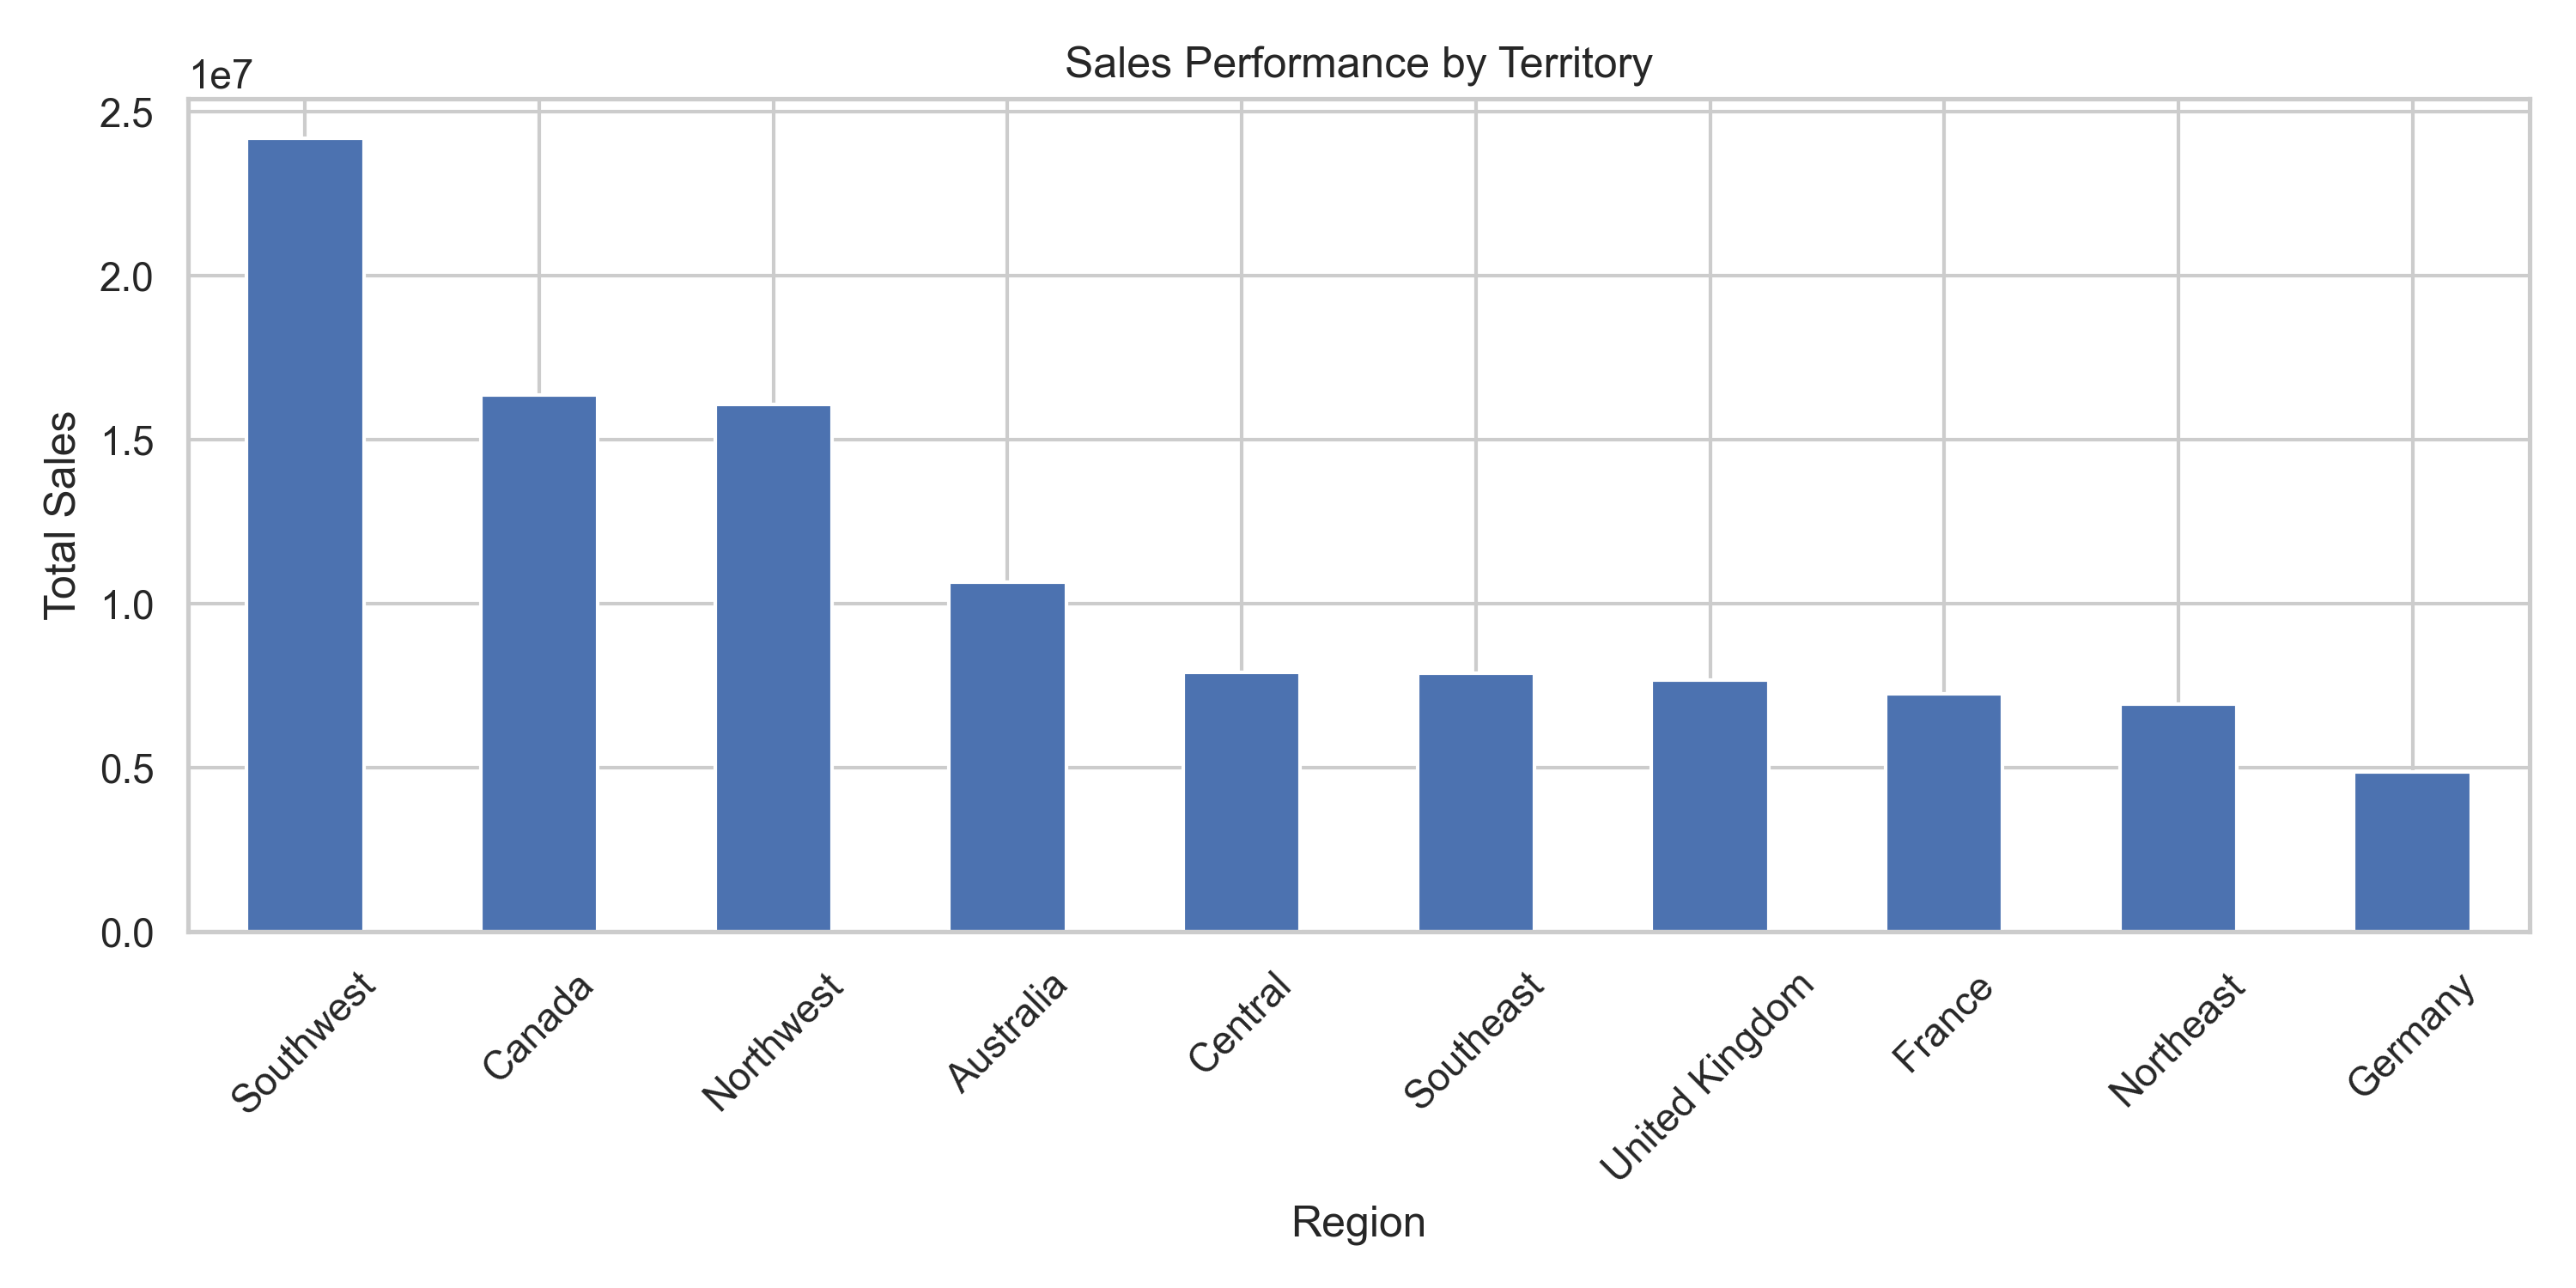 Sales Performance by Territory
1e7
2.5
2.0
1.5
1.0
0.5
0.0
Total Sales
Southwest
Canada
Northwest
Australia
Central
Southeast
United Kingdom
France
Northeast
Germany
Region